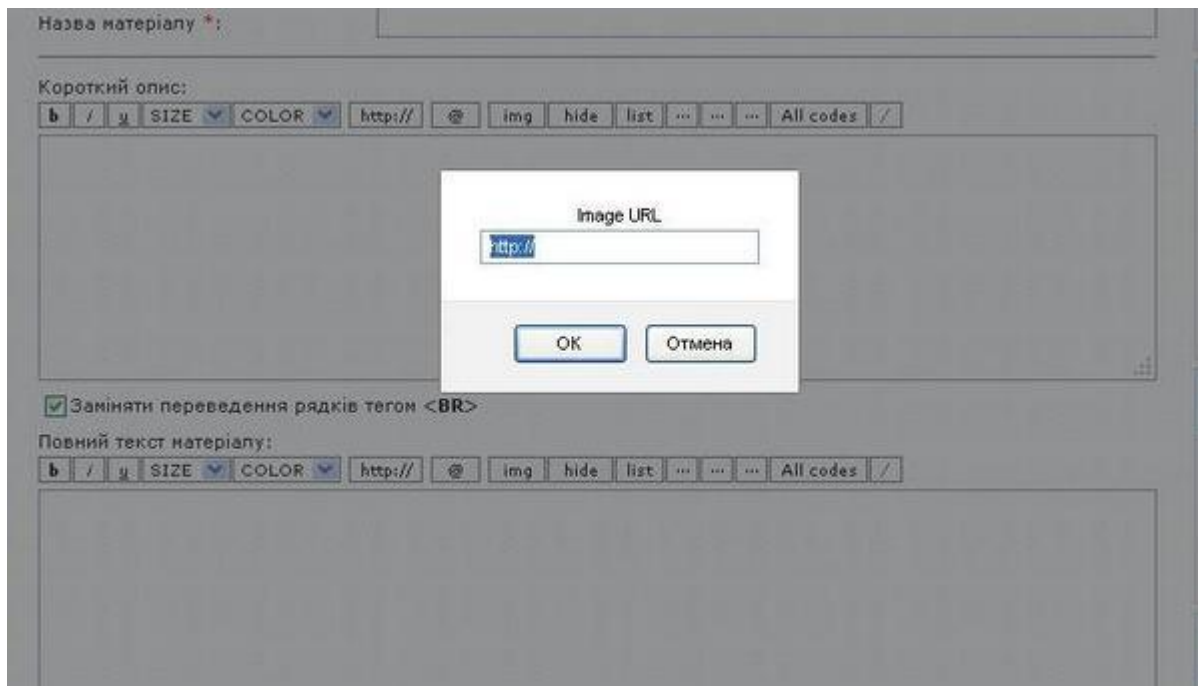 Назва матеріалу *:
Короткий опис:
b / u SIZE COLOR http:// @ img hide list ... ... ... All codes /
Image URL
http://
OK Отмена
Заміняти переведення рядків тегом <BR>
Повний текст матеріалу:
b / u SIZE COLOR http:// @ img hide list ... ... ... All codes /